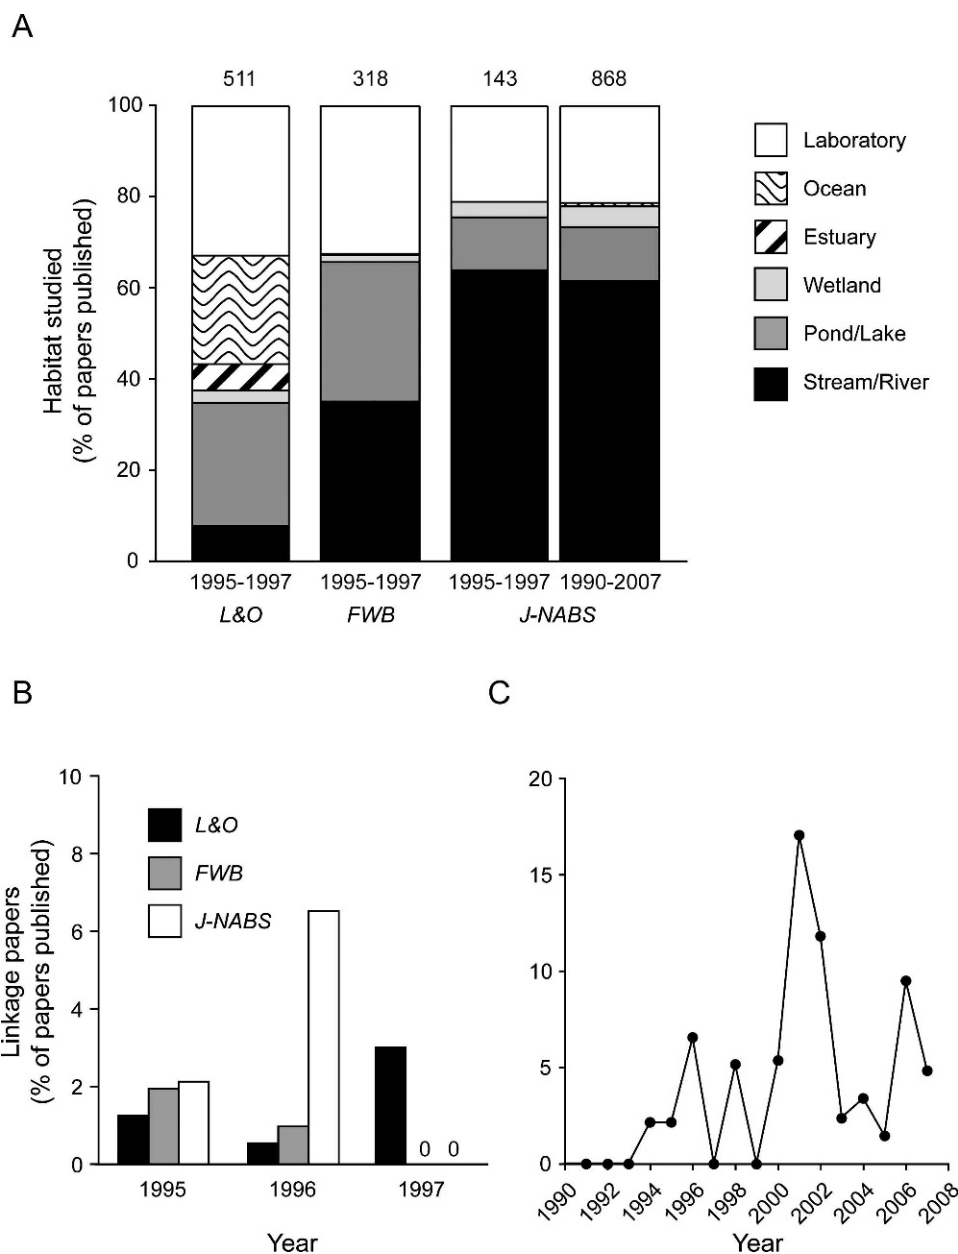 A
511 318 143 868
100
80
60
40
20
0
Habitat studied
(% of papers published)
Laboratory
Ocean
Estuary
Wetland
Pond/Lake
Stream/River
1995-1997 1995-1997 1995-1997 1990-2007
L&O FWB J-NABS
B
10
8
6
4
2
0
Linkage papers
(% of papers published)
L&O
FWB
J-NABS
0 0
1995 1996 1997
Year
C
20
15
10
5
0
1990 1992 1994 1996 1998 2000 2002 2004 2006 2008
Year